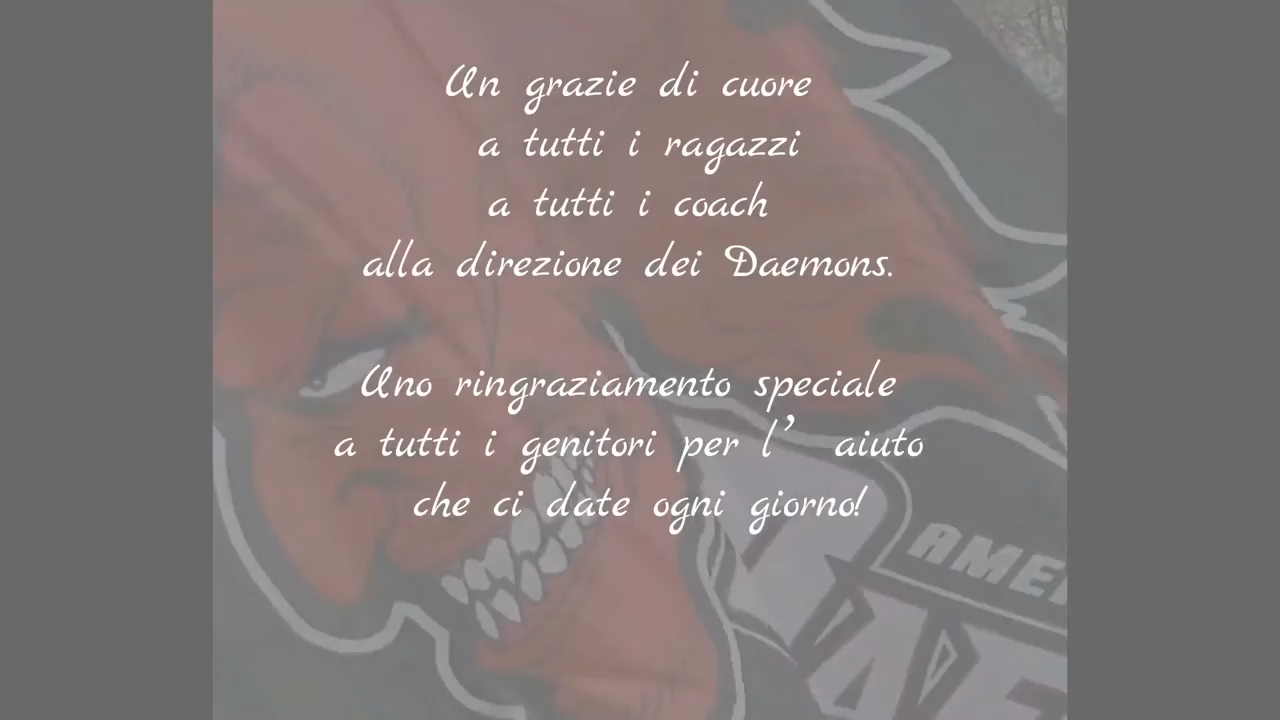 Un grazie di cuore
a tutti i ragazzi
a tutti i coach
alla direzione dei Daemons.
Uno ringraziamento speciale
a tutti i genitori per l’ aiuto
che ci date ogni giorno!